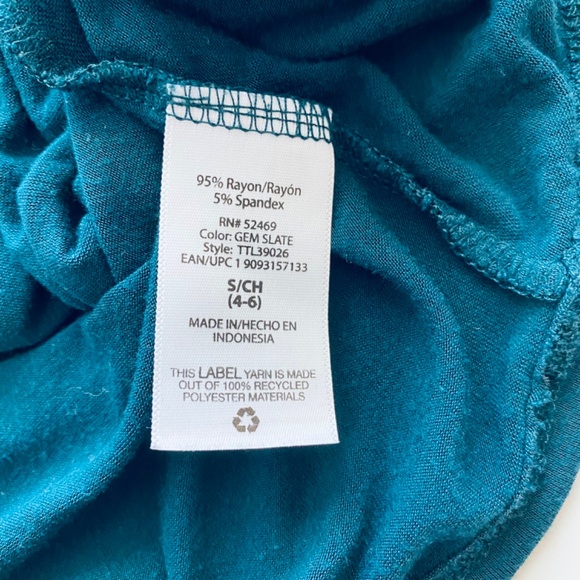 95% Rayon/Rayón
5% Spandex
RN# 52469
Color: GEM SLATE
Style: TTL39026
EAN/UPC 1 9093157133
S/CH
(4-6)
MADE IN/HECHO EN
INDONESIA
THIS LABEL YARN IS MADE
OUT OF 100% RECYCLED
POLYESTER MATERIALS